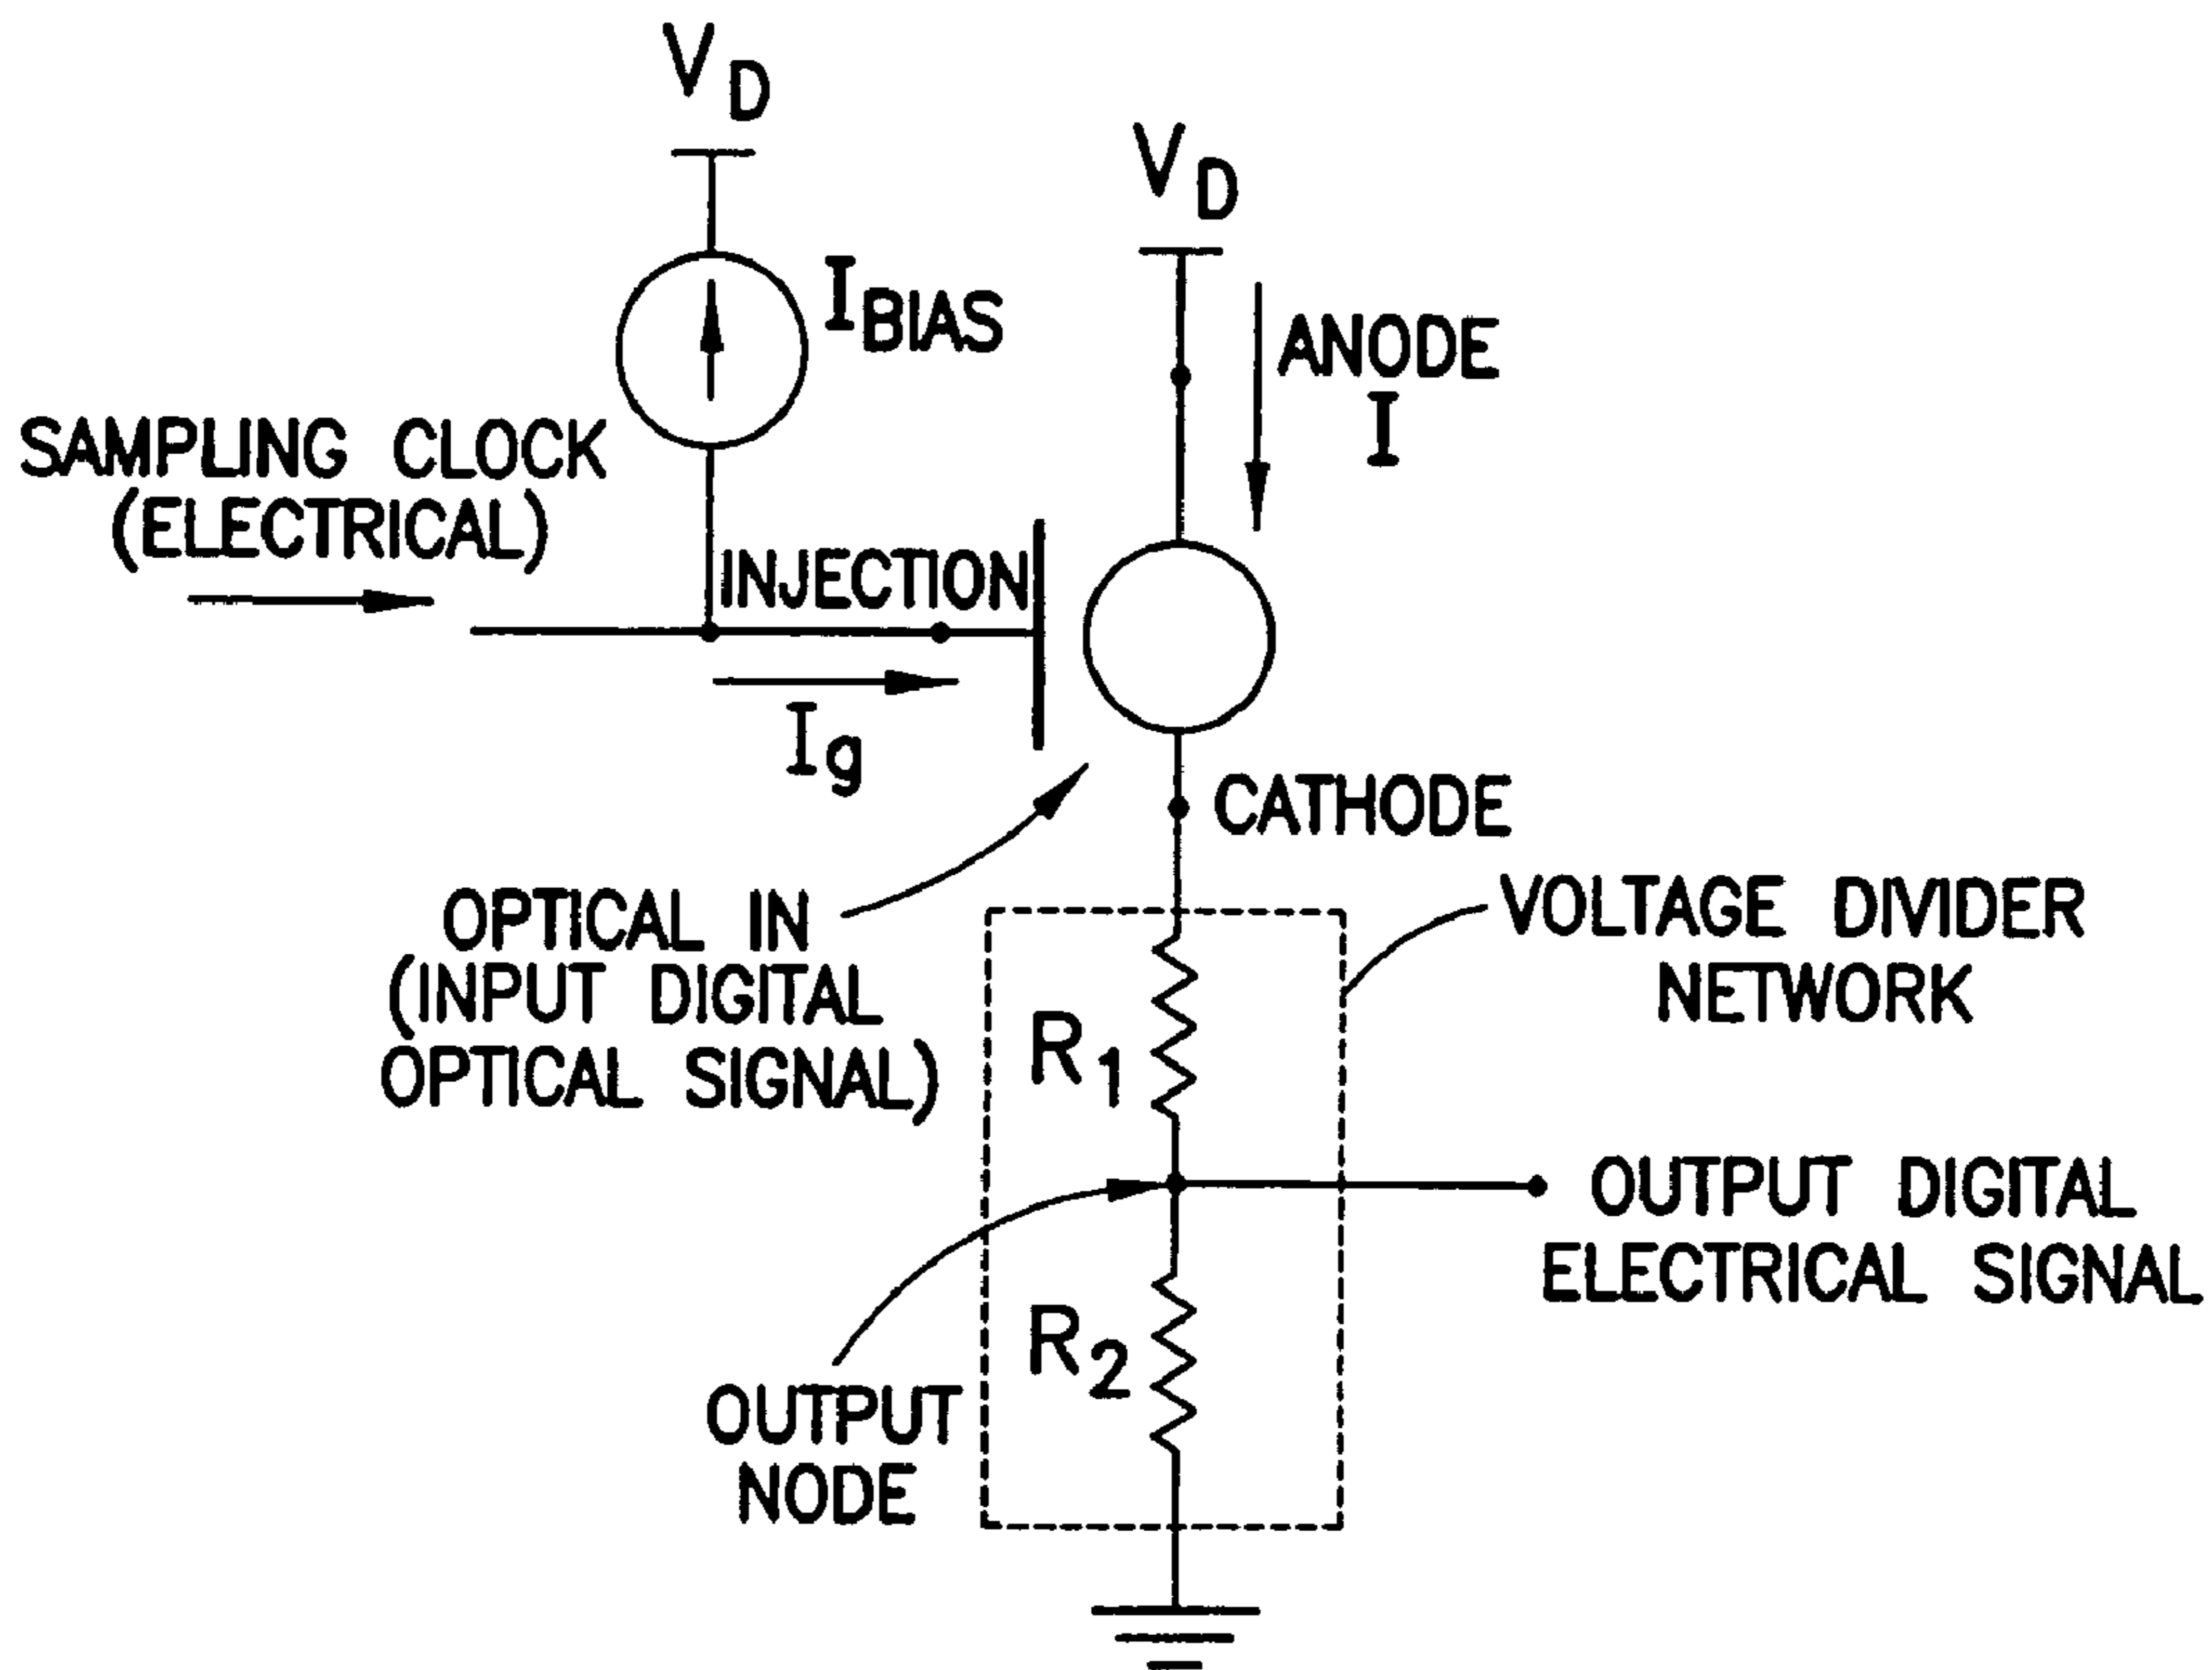 V_D
V_D
I_BIAS
ANODE
I
SAMPLING CLOCK
(ELECTRICAL)
INJECTION
I_g
CATHODE
OPTICAL IN
(INPUT DIGITAL
OPTICAL SIGNAL)
VOLTAGE DIVIDER
NETWORK
R_1
OUTPUT DIGITAL
ELECTRICAL SIGNAL
R_2
OUTPUT
NODE